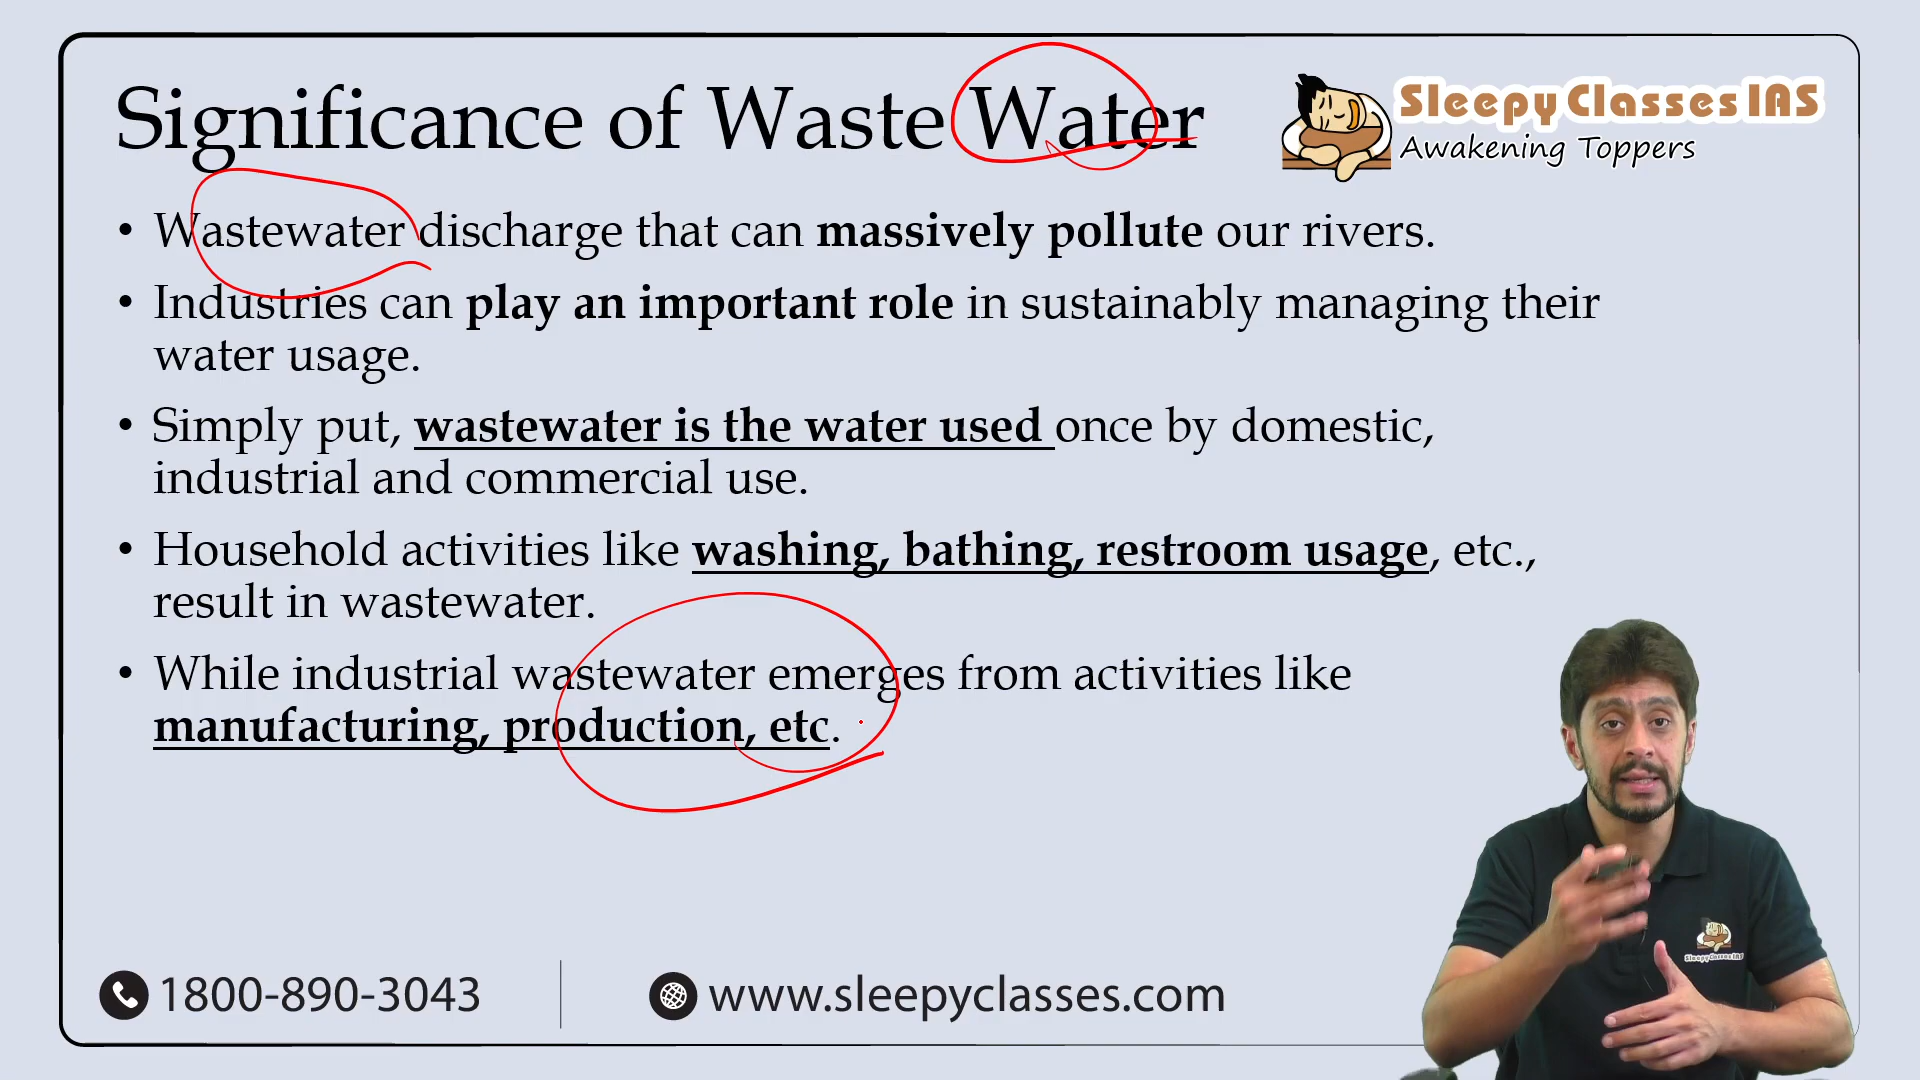 Significance of Waste Water
Sleepy Classes IAS
Awakening Toppers
• Wastewater discharge that can massively pollute our rivers.
• Industries can play an important role in sustainably managing their
water usage.
• Simply put, wastewater is the water used once by domestic,
industrial and commercial use.
• Household activities like washing, bathing, restroom usage, etc.,
result in wastewater.
• While industrial wastewater emerges from activities like
manufacturing, production, etc.
Sleepy Classes IAS
1800-890-3043
www.sleepyclasses.com